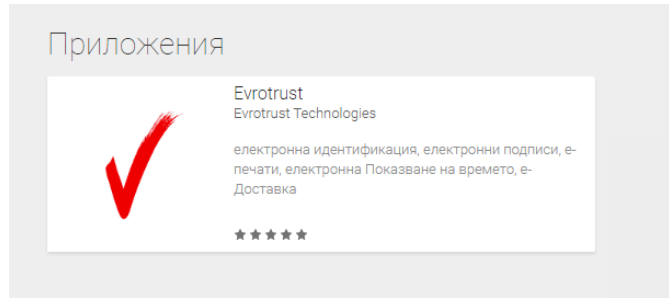 Приложения
Evrotrust
Evrotrust Technologies
електронна идентификация, електронни подписи, е-
печати, електронна Показване на времето, е-
Доставка